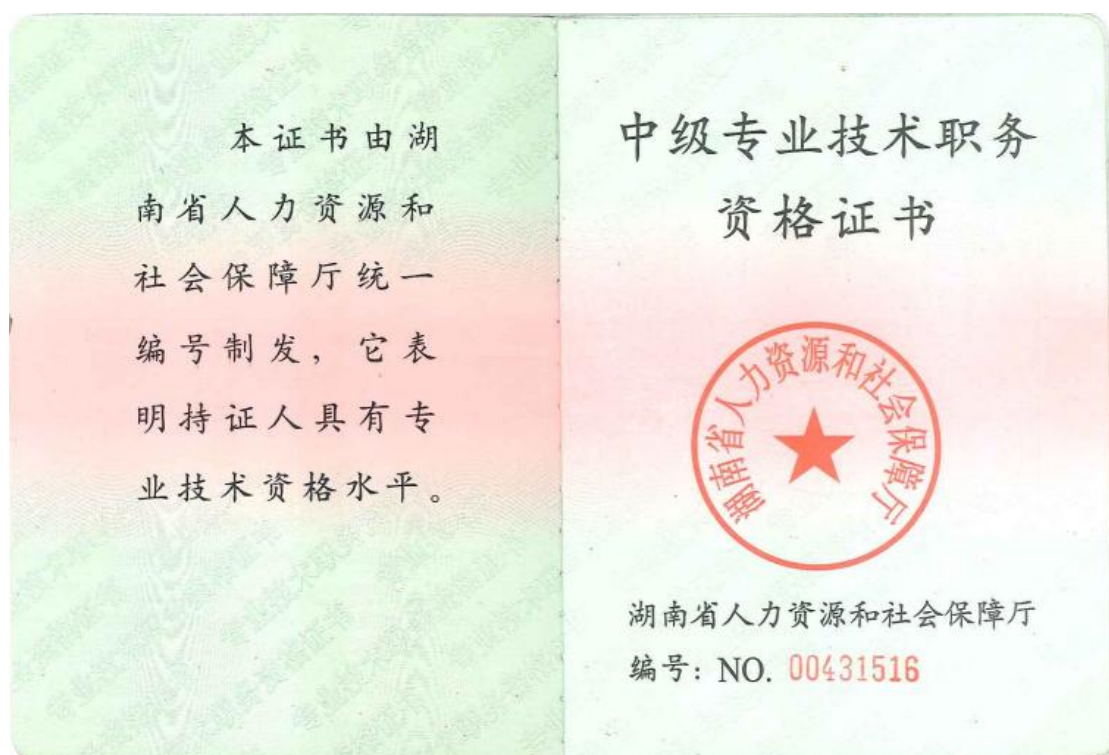 本证书由湖
南省人力资源和
社会保障厅统一
编号制发，它表
明持证人具有专
业技术资格水平。
中级专业技术职务
资格证书
湖南省人力资源和社会保障厅
湖南省人力资源和社会保障厅
编号：NO. 00431516